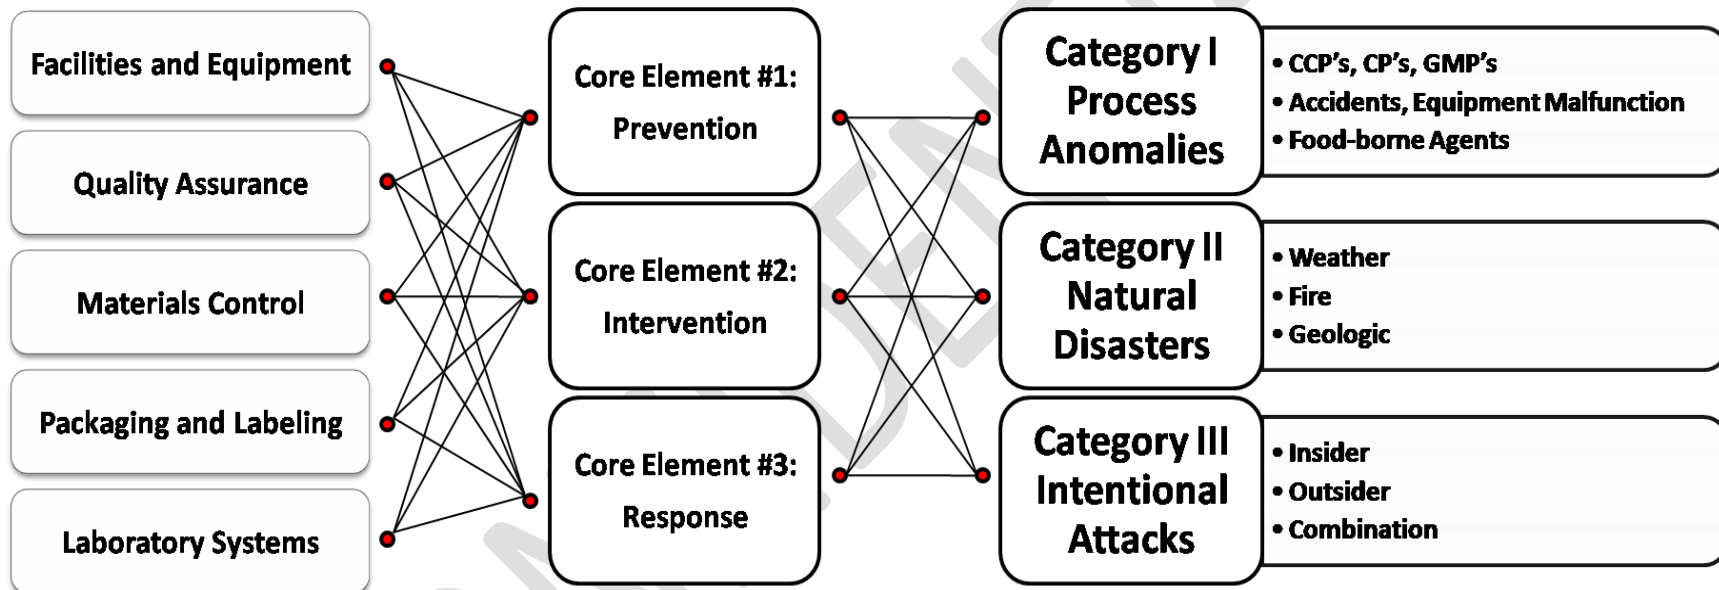 Facilities and Equipment
Quality Assurance
Materials Control
Packaging and Labeling
Laboratory Systems
Core Element #1:
Prevention
Core Element #2:
Intervention
Core Element #3:
Response
Category I
Process
Anomalies
• CCP's, CP's, GMP's
• Accidents, Equipment Malfunction
• Food-borne Agents
Category II
Natural
Disasters
• Weather
• Fire
• Geologic
Category III
Intentional
Attacks
• Insider
• Outsider
• Combination